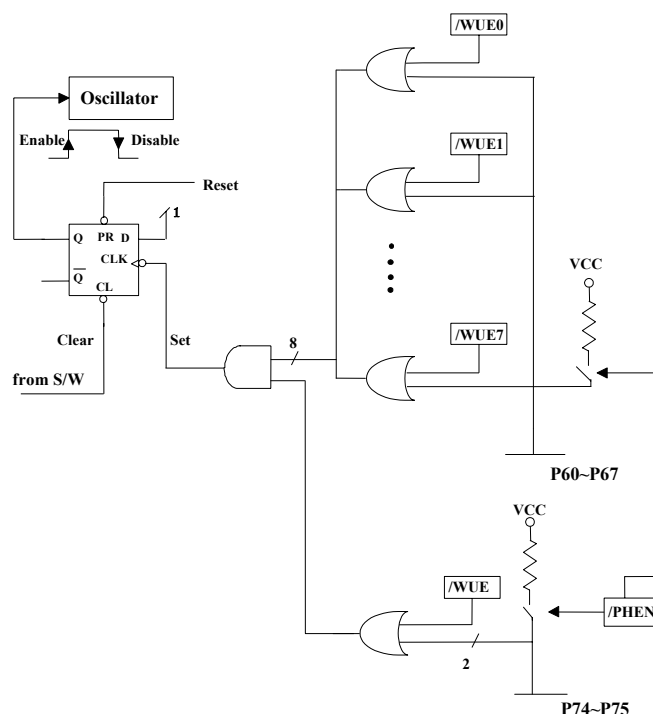 /WUE0
Oscillator
Enable
Disable
/WUE1
Reset
1
Q
PR
D
CLK
Q
CL
VCC
Clear
Set
8
/WUE7
from S/W
P60~P67
VCC
/WUE
/PHEN
2
P74~P75